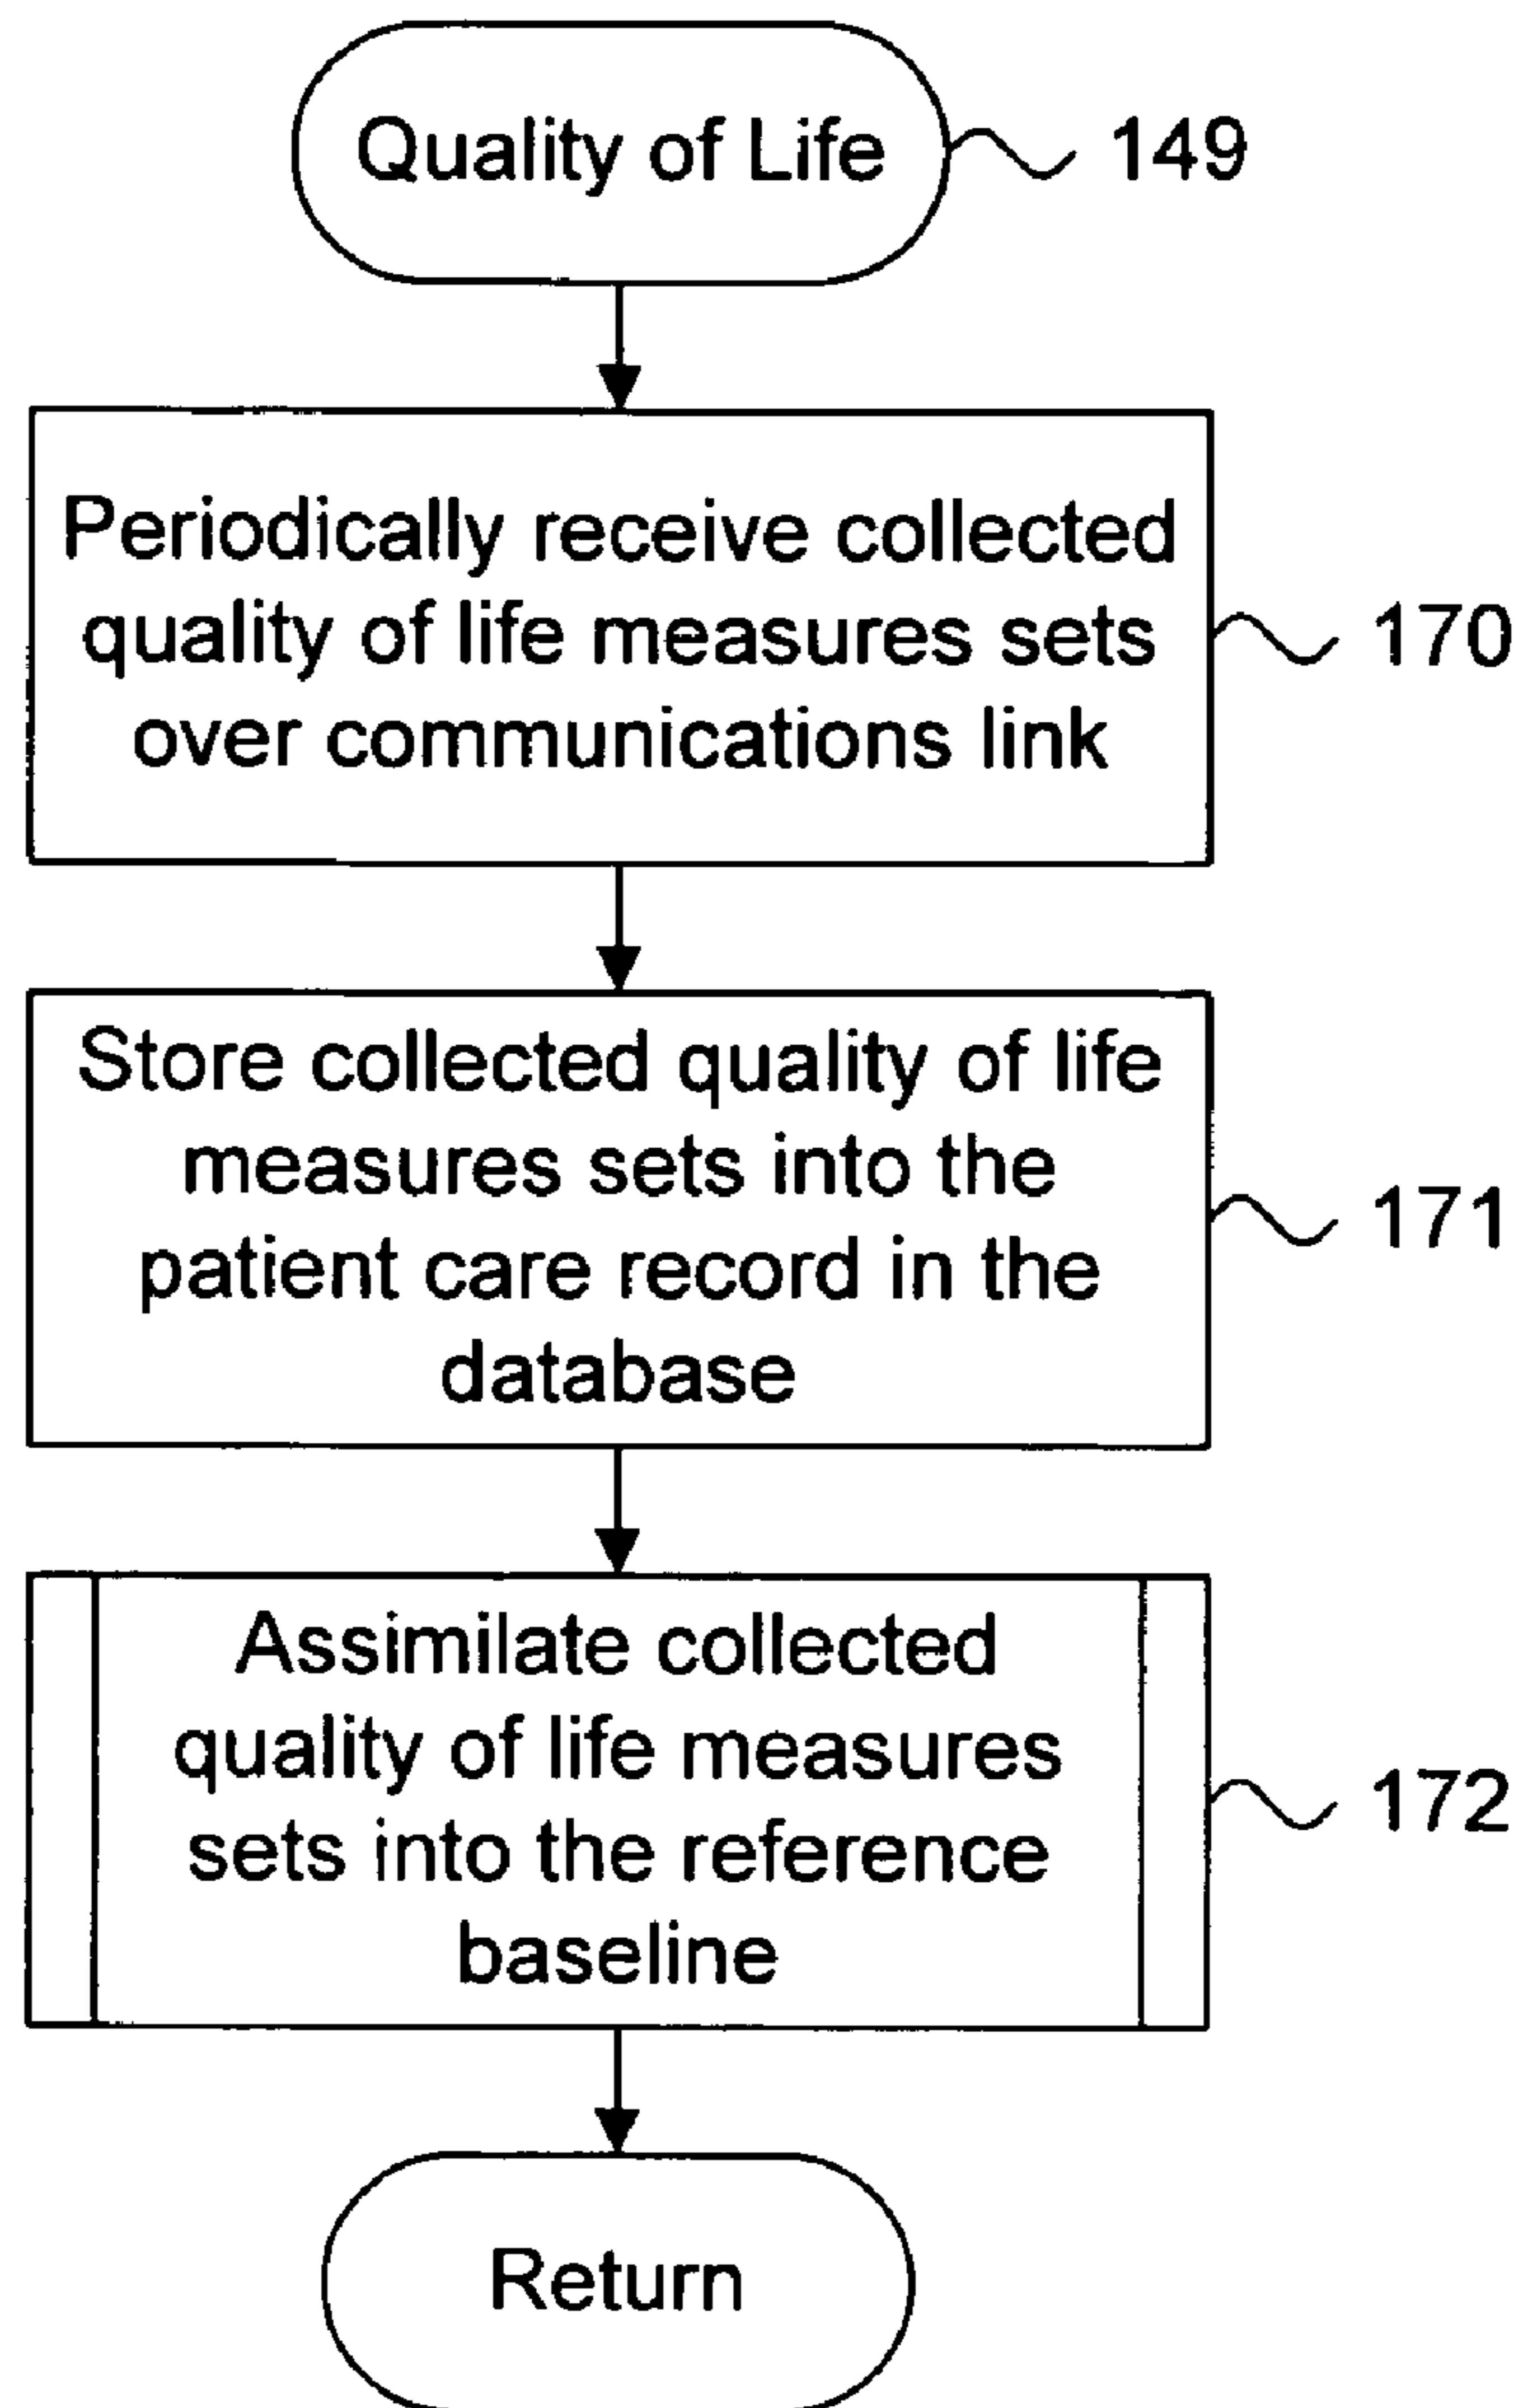 Quality of Life
149
Periodically receive collected
quality of life measures sets
over communications link
170
Store collected quality of life
measures sets into the
patient care record in the
database
171
Assimilate collected
quality of life measures
sets into the reference
baseline
172
Return